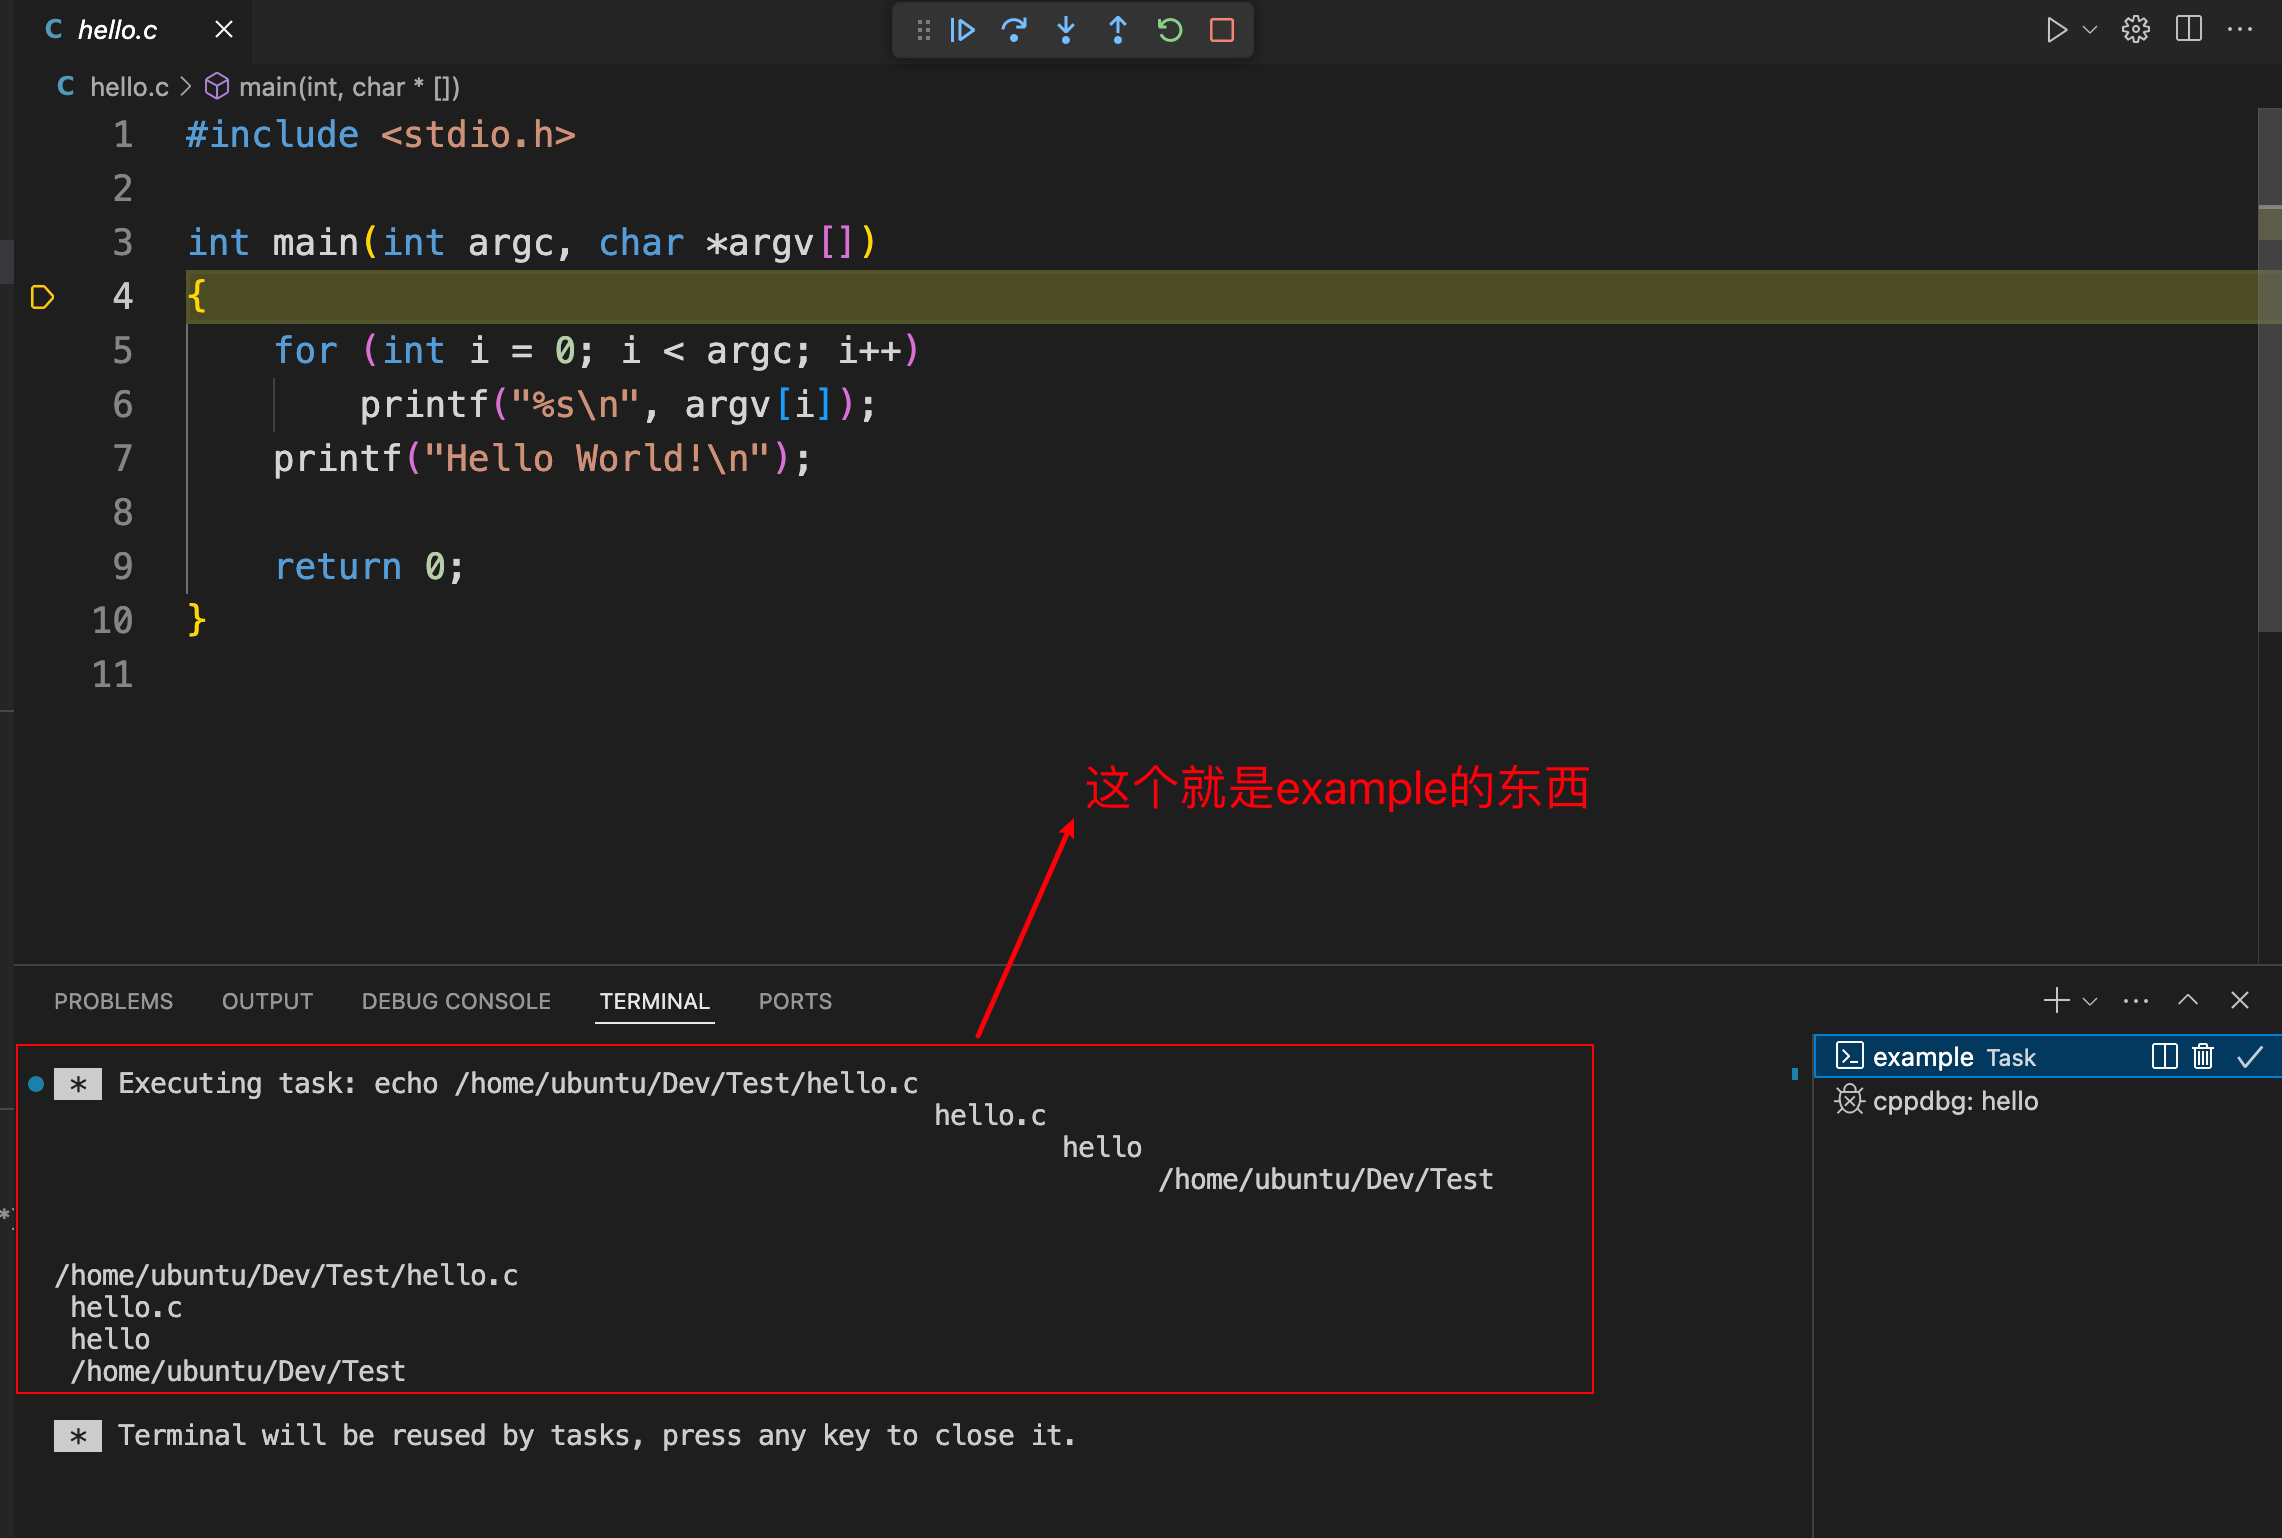 C hello.c
C hello.c > main(int, char * [])
1 #include <stdio.h>
2
3 int main(int argc, char *argv[])
4 {
5     for (int i = 0; i < argc; i++)
6         printf("%s\n", argv[i]);
7     printf("Hello World!\n");
8
9     return 0;
10 }
11
这个就是example的东西
PROBLEMS OUTPUT DEBUG CONSOLE TERMINAL PORTS
* Executing task: echo /home/ubuntu/Dev/Test/hello.c
hello.c
hello
/home/ubuntu/Dev/Test
/home/ubuntu/Dev/Test/hello.c
hello.c
hello
/home/ubuntu/Dev/Test
* Terminal will be reused by tasks, press any key to close it.
example Task
cppdbg: hello